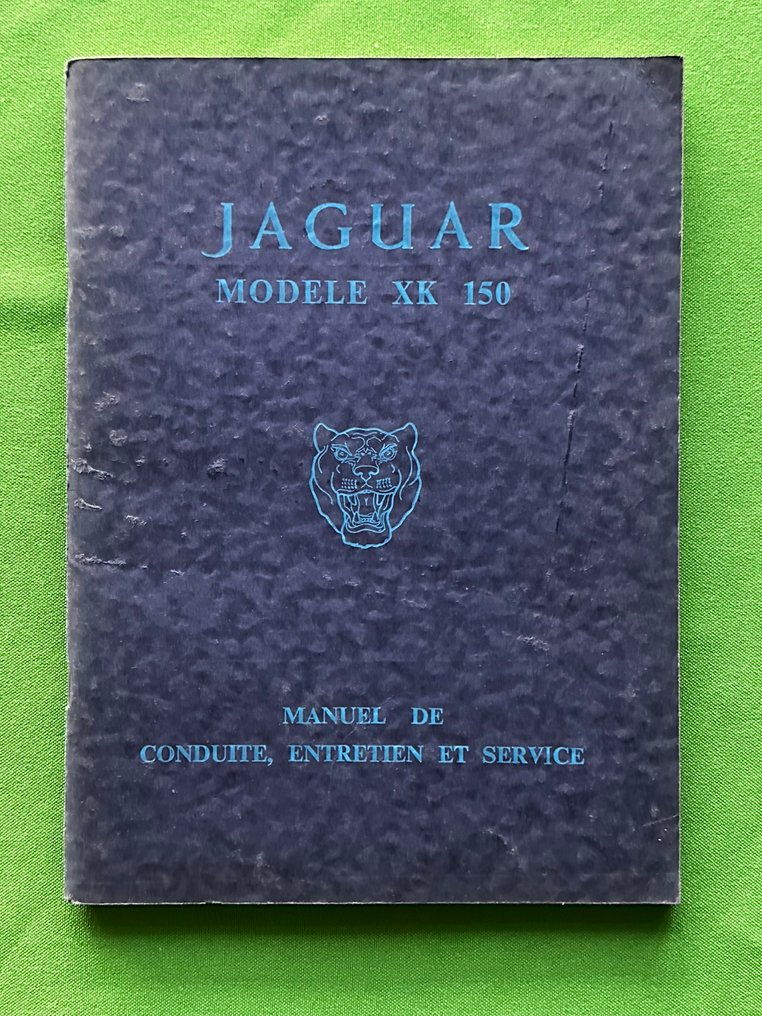 JAGUAR
MODELE XK 150
MANUEL DE
CONDUITE, ENTRETIEN ET SERVICE